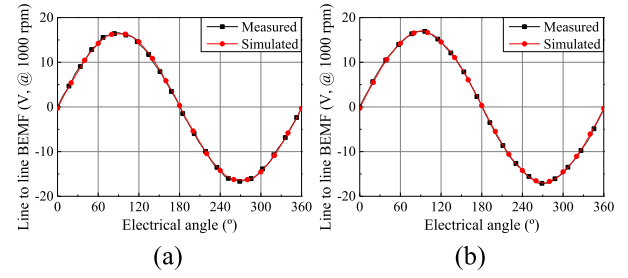 Line to line BEMF (V, @ 1000 rpm)
20
10
0
-10
-20
0
60
120
180
240
300
360
Measured
Simulated
Electrical angle (º)
(a)
Line to line BEMF (V, @ 1000 rpm)
20
10
0
-10
-20
0
60
120
180
240
300
360
Measured
Simulated
Electrical angle (º)
(b)